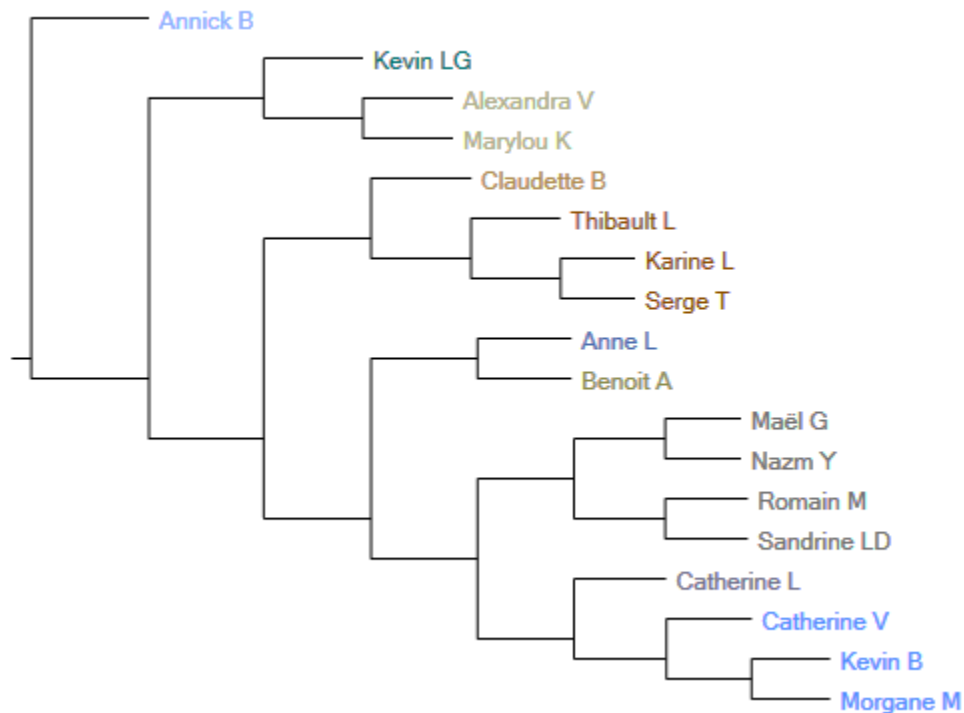 Annick B
Kevin LG
Alexandra V
Marylou K
Claudette B
Thibault L
Karine L
Serge T
Anne L
Benoit A
Maël G
Nazm Y
Romain M
Sandrine LD
Catherine L
Catherine V
Kevin B
Morgane M